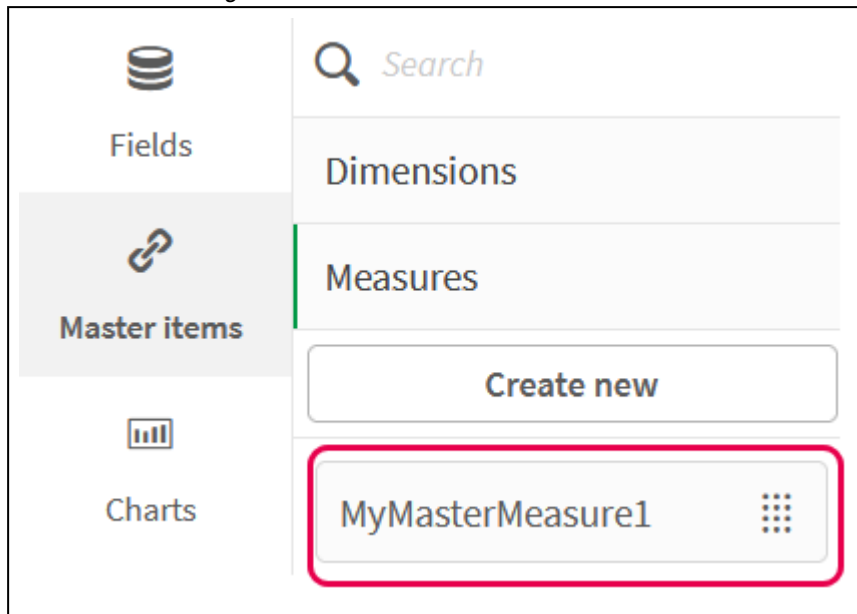 Search
Fields
Dimensions
Measures
Master items
Create new
Charts
MyMasterMeasure1